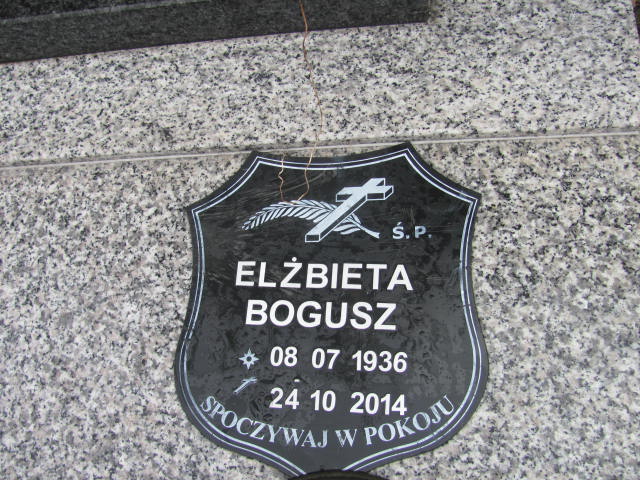 Ś.P.
ELŻBIETA
BOGUSZ
08 07 1936
24 10 2014
SPOCZYWAJ W POKOJU